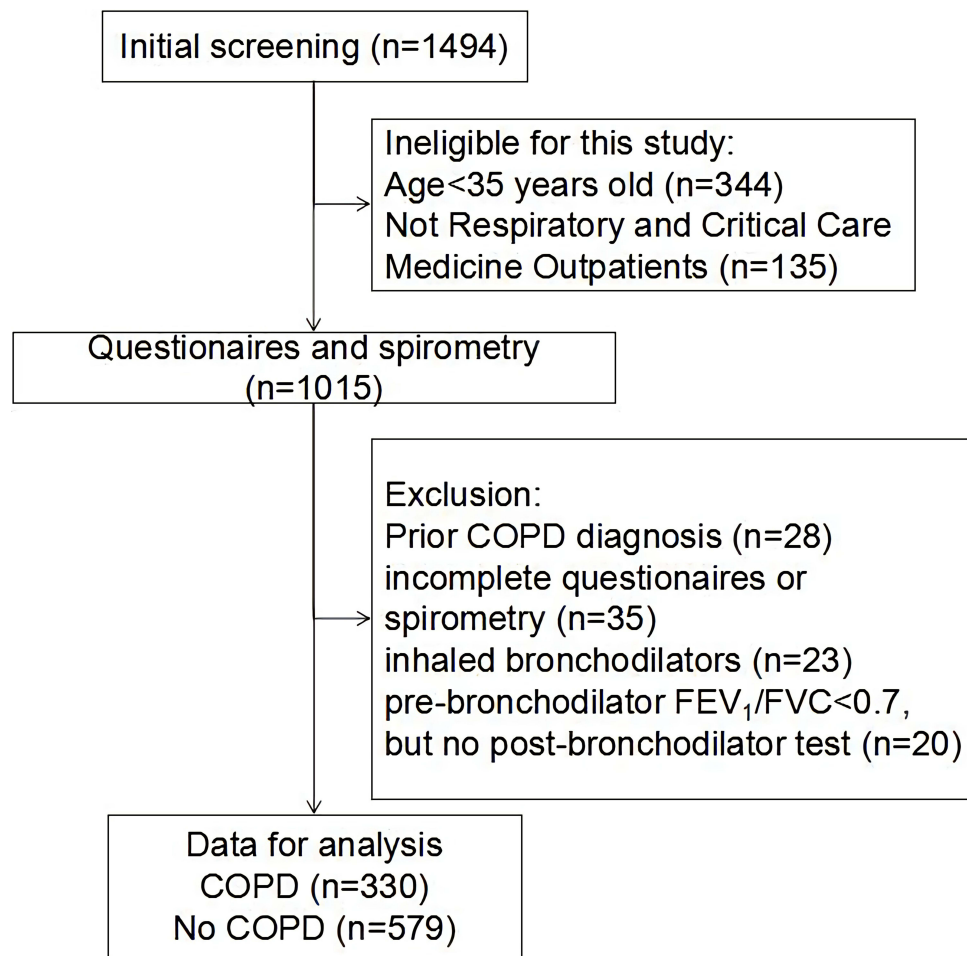 Initial screening (n=1494)
Ineligible for this study:
Age<35 years old (n=344)
Not Respiratory and Critical Care
Medicine Outpatients (n=135)
Questionaires and spirometry
(n=1015)
Exclusion:
Prior COPD diagnosis (n=28)
incomplete questionaires or
spirometry (n=35)
inhaled bronchodilators (n=23)
pre-bronchodilator FEV₁/FVC<0.7,
but no post-bronchodilator test (n=20)
Data for analysis
COPD (n=330)
No COPD (n=579)